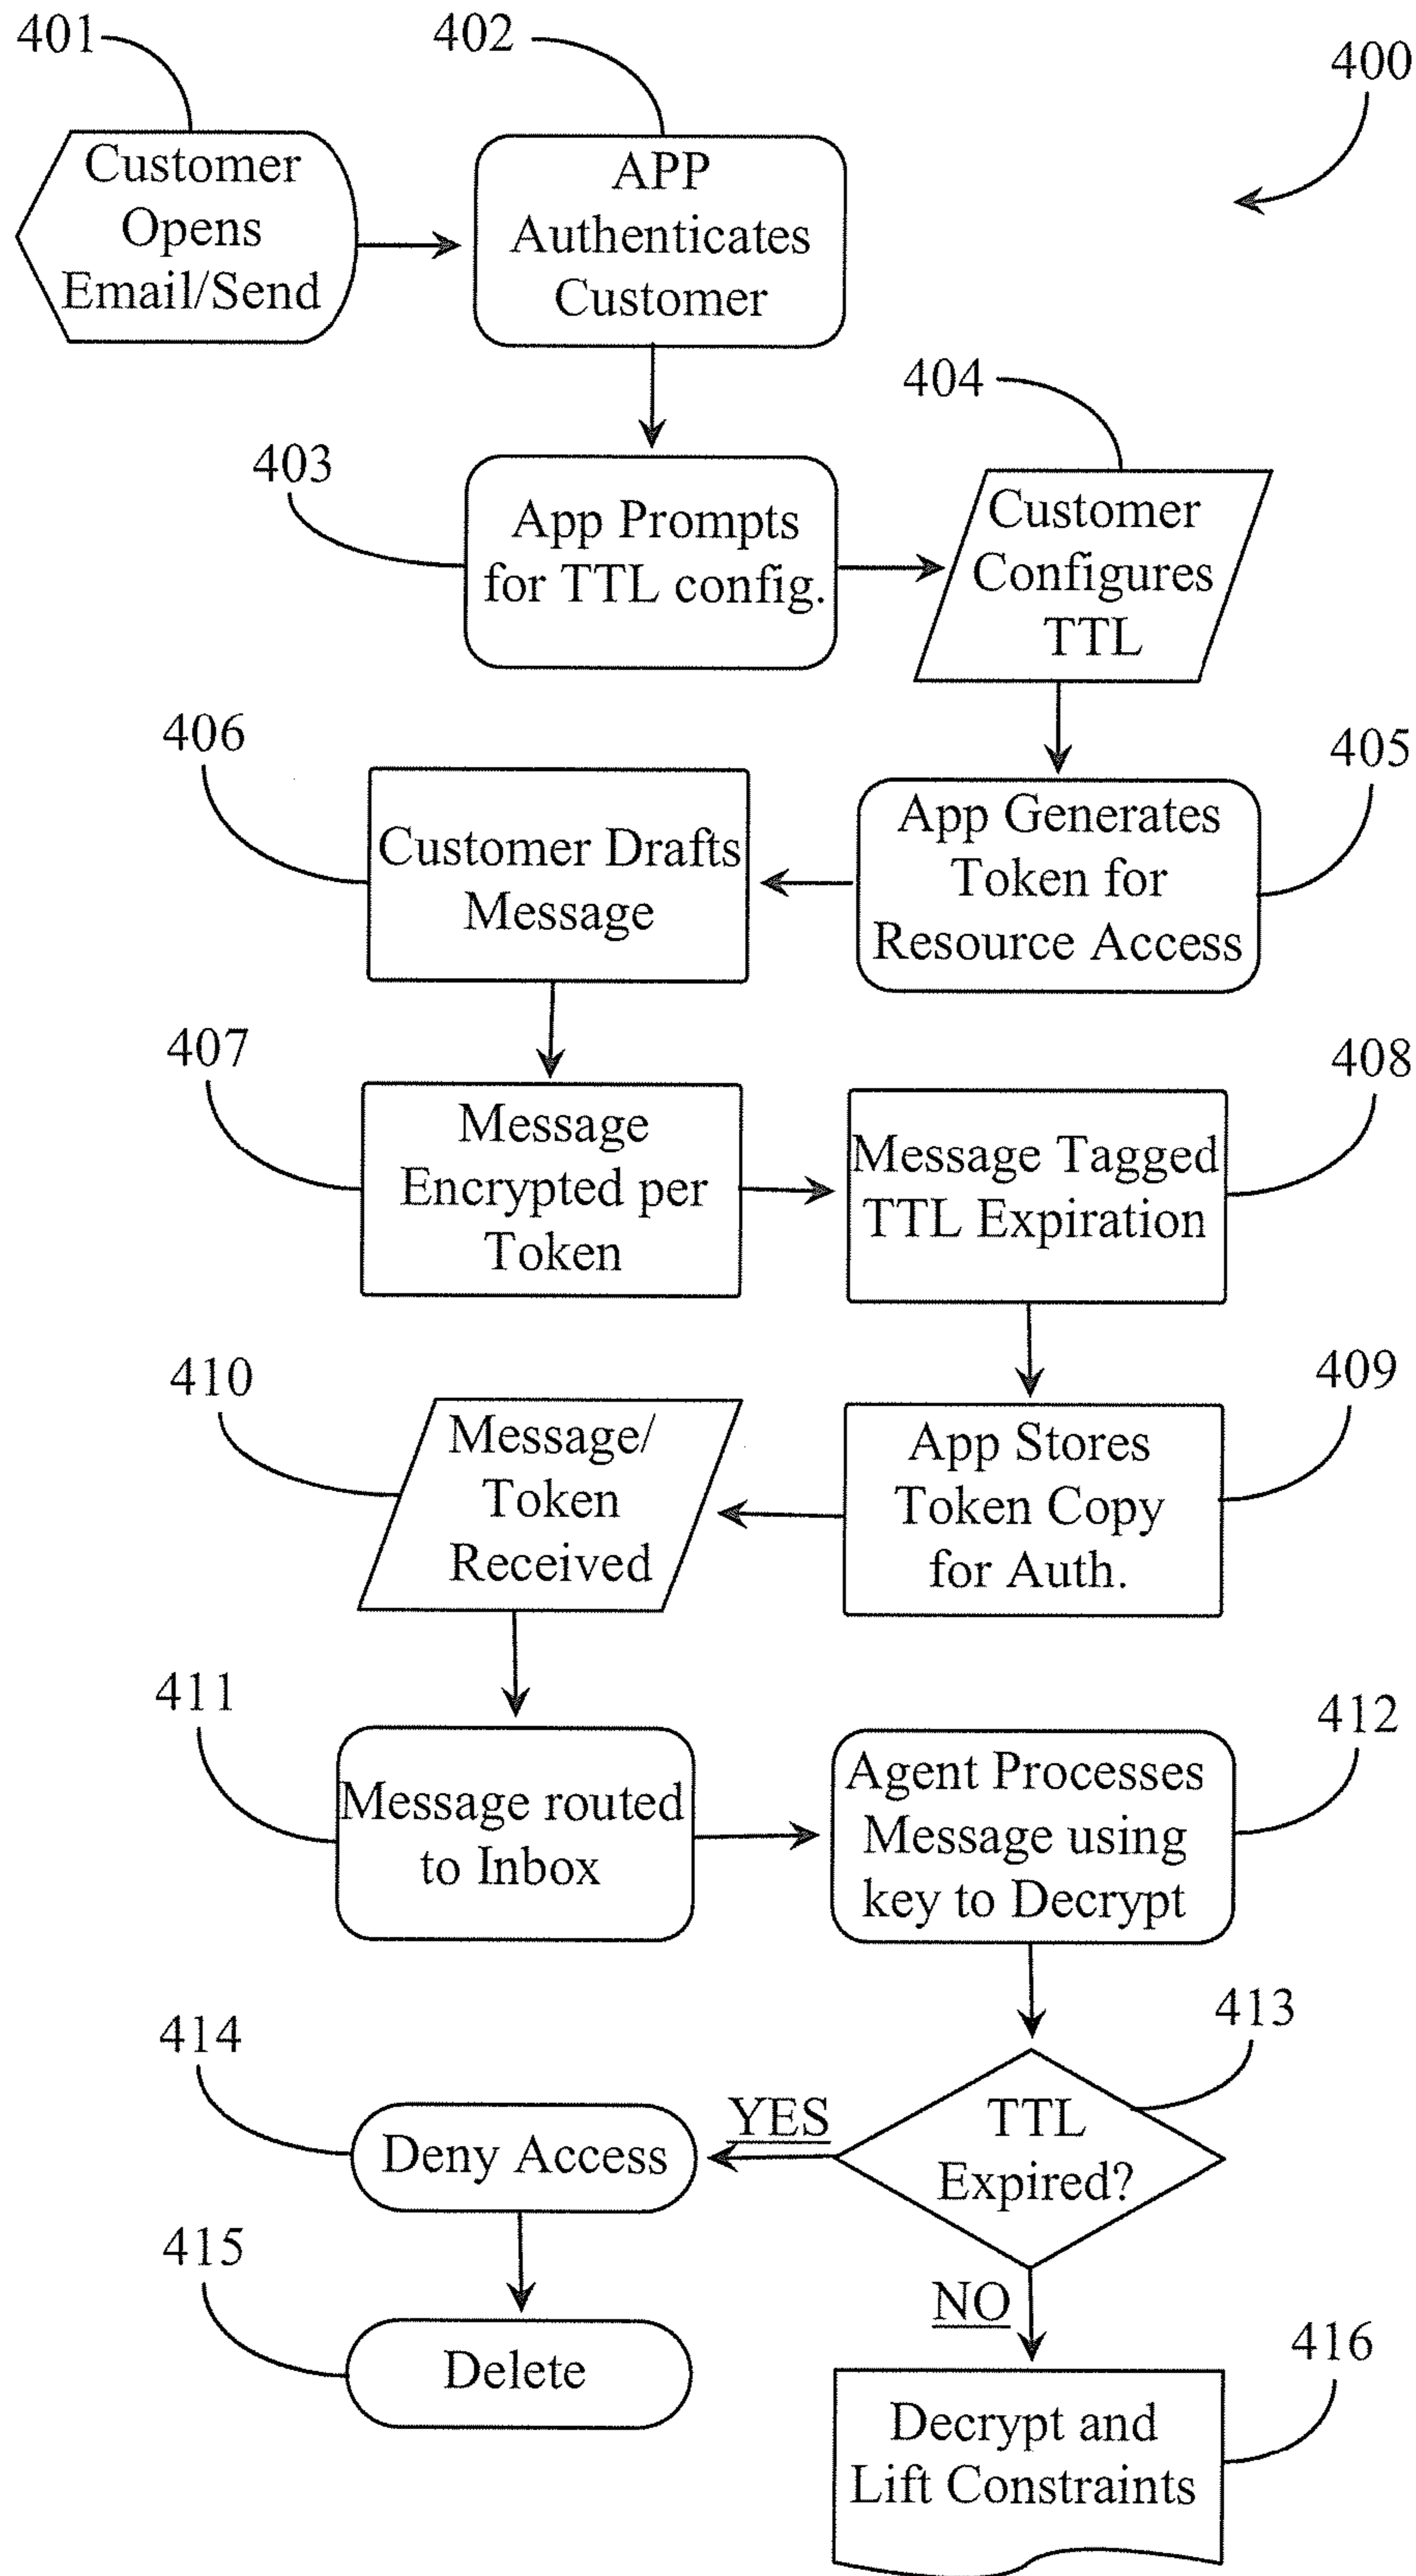 401
402
400
Customer
Opens
Email/Send
APP
Authenticates
Customer
404
403
App Prompts
for TTL config.
Customer
Configures
TTL
406
405
Customer Drafts
Message
App Generates
Token for
Resource Access
407
408
Message
Encrypted per
Token
Message Tagged
TTL Expiration
410
409
Message/
Token
Received
App Stores
Token Copy
for Auth.
411
412
Message routed
to Inbox
Agent Processes
Message using
key to Decrypt
414
413
Deny Access
YES
TTL
Expired?
415
Delete
NO
416
Decrypt and
Lift Constraints